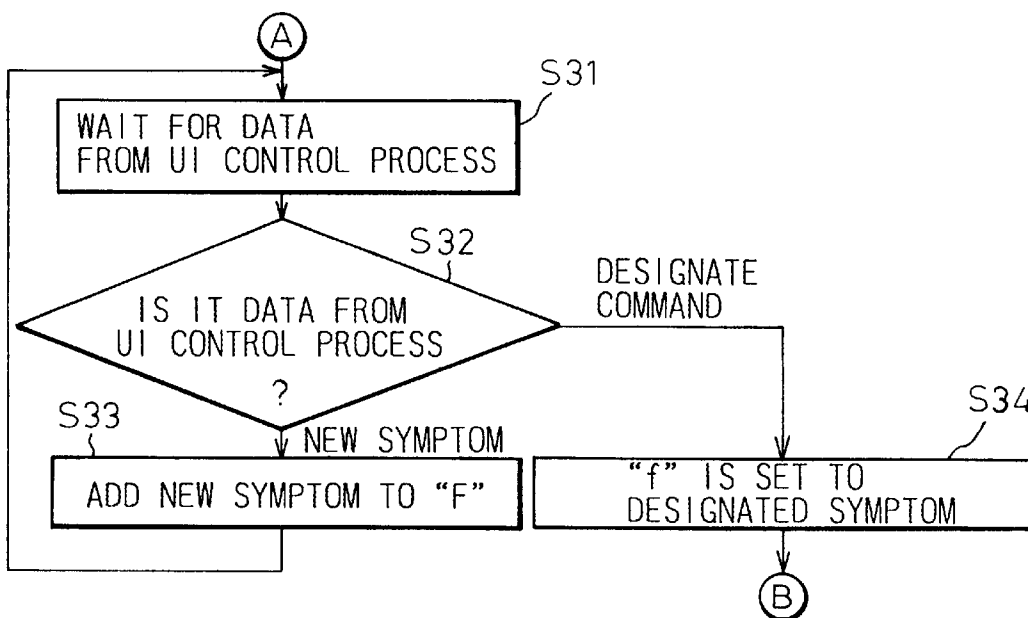 A
S31
WAIT FOR DATA
FROM UI CONTROL PROCESS
S32
IS IT DATA FROM
UI CONTROL PROCESS
?
DESIGNATE
COMMAND
S33
NEW SYMPTOM
ADD NEW SYMPTOM TO “F”
S34
“f” IS SET TO
DESIGNATED SYMPTOM
B